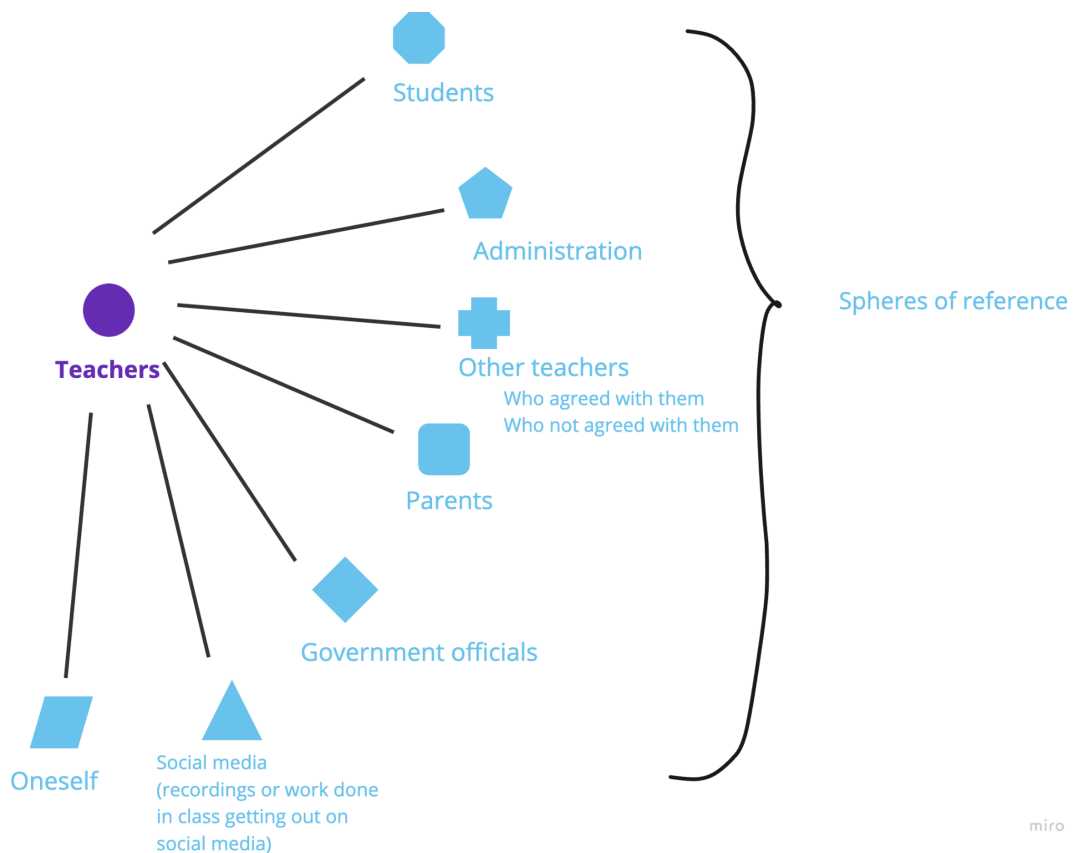 Students
Administration
Teachers
Other teachers
Who agreed with them
Who not agreed with them
Spheres of reference
Parents
Government officials
Oneself
Social media
(recordings or work done
in class getting out on
social media)
miro